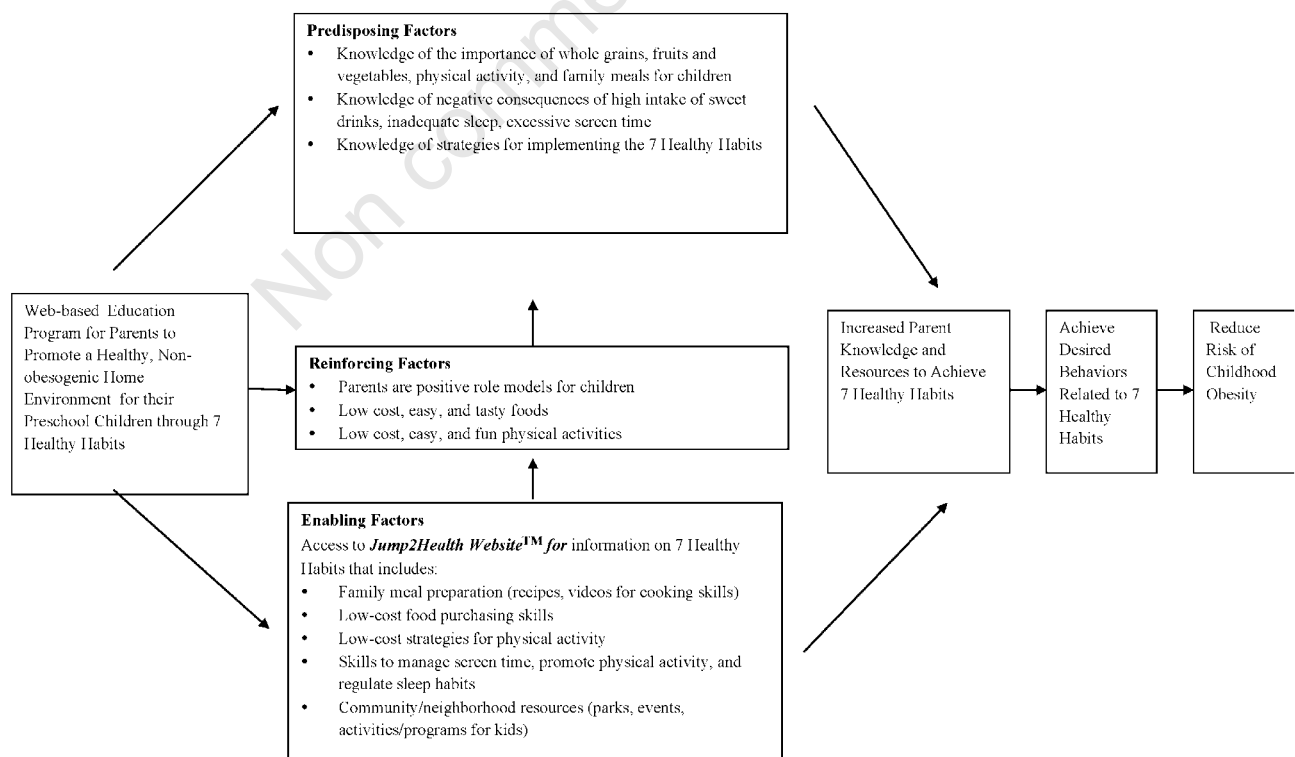 Predisposing Factors
• Knowledge of the importance of whole grains, fruits and
vegetables, physical activity, and family meals for children
• Knowledge of negative consequences of high intake of sweet
drinks, inadequate sleep, excessive screen time
• Knowledge of strategies for implementing the 7 Healthy Habits
Web-based Education
Program for Parents to
Promote a Healthy, Non-
obesogenic Home
Environment for their
Preschool Children through 7
Healthy Habits
Reinforcing Factors
• Parents are positive role models for children
• Low cost, easy, and tasty foods
• Low cost, easy, and fun physical activities
Enabling Factors
Access to Jump2Health Website™ for information on 7 Healthy
Habits that includes:
• Family meal preparation (recipes, videos for cooking skills)
• Low-cost food purchasing skills
• Low-cost strategies for physical activity
• Skills to manage screen time, promote physical activity, and
regulate sleep habits
• Community/neighborhood resources (parks, events,
activities/programs for kids)
Increased Parent
Knowledge and
Resources to Achieve
7 Healthy Habits
Achieve
Desired
Behaviors
Related to 7
Healthy
Habits
Reduce
Risk of
Childhood
Obesity
Non comme